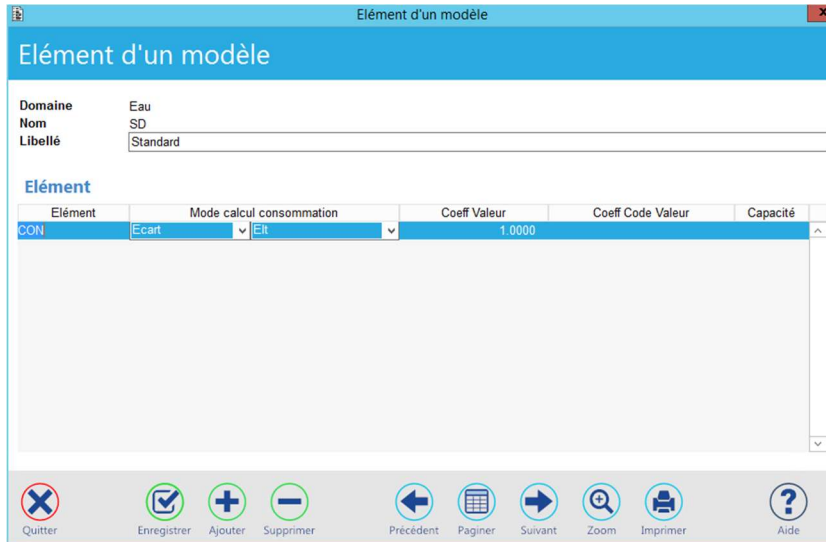 Elément d'un modèle
x
Elément d'un modèle
Domaine Eau
Nom SD
Libellé Standard
Elément
Elément Mode calcul consommation Coeff Valeur Coeff Code Valeur Capacité
CON Ecart Elt 1.0000
Quitter Enregistrer Ajouter Supprimer Précédent Paginer Suivant Zoom Imprimer ? Aide